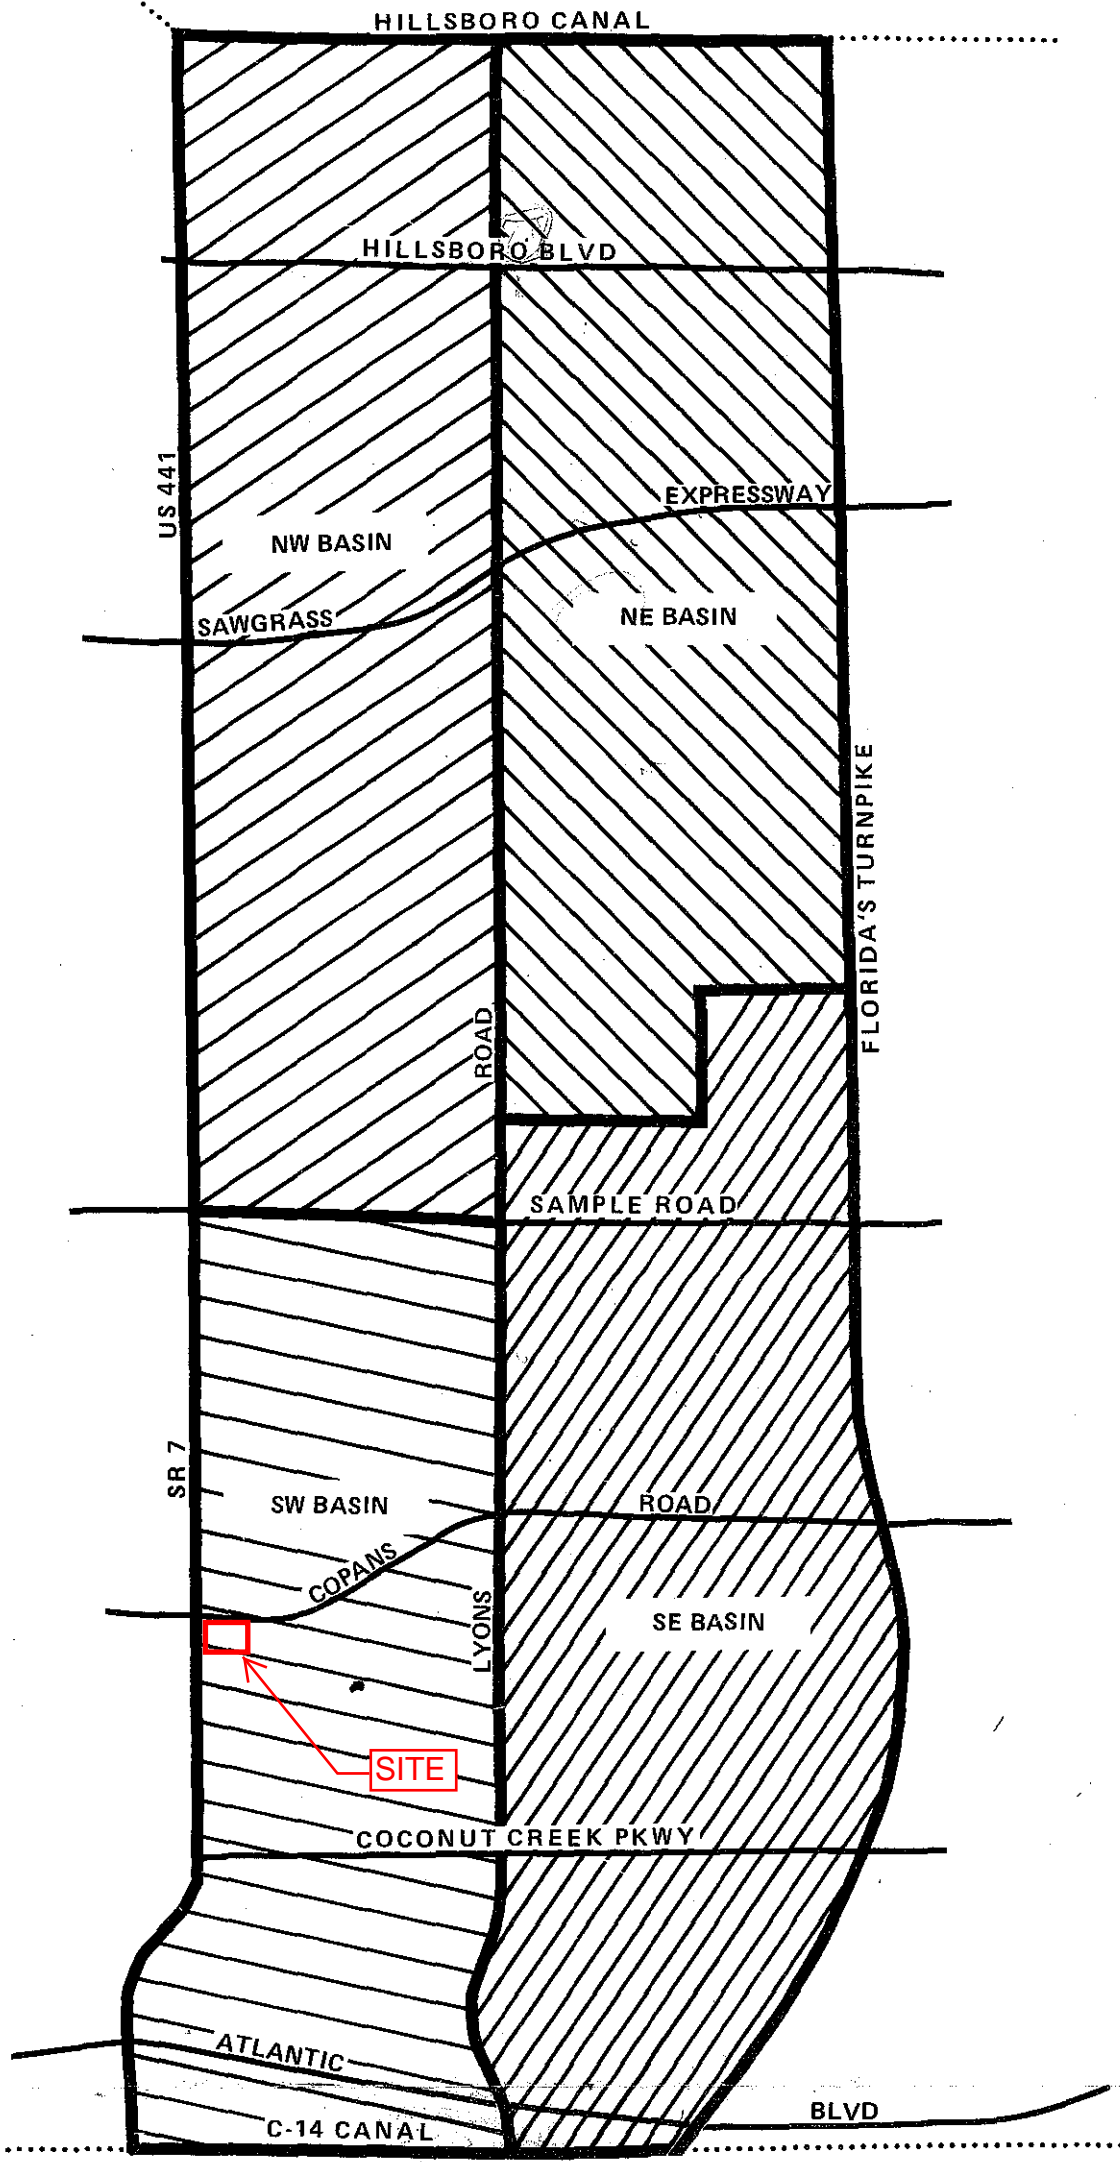 HILLSBORO CANAL
HILLSBORO BLVD
US 441
EXPRESSWAY
NW BASIN
SAWGRASS
NE BASIN
FLORIDA'S TURNPIKE
ROAD
SAMPLE ROAD
SR 7
SW BASIN
ROAD
COPANS
LYONS
SE BASIN
SITE
COCONUT CREEK PKWY
ATLANTIC
BLVD
C-14 CANAL